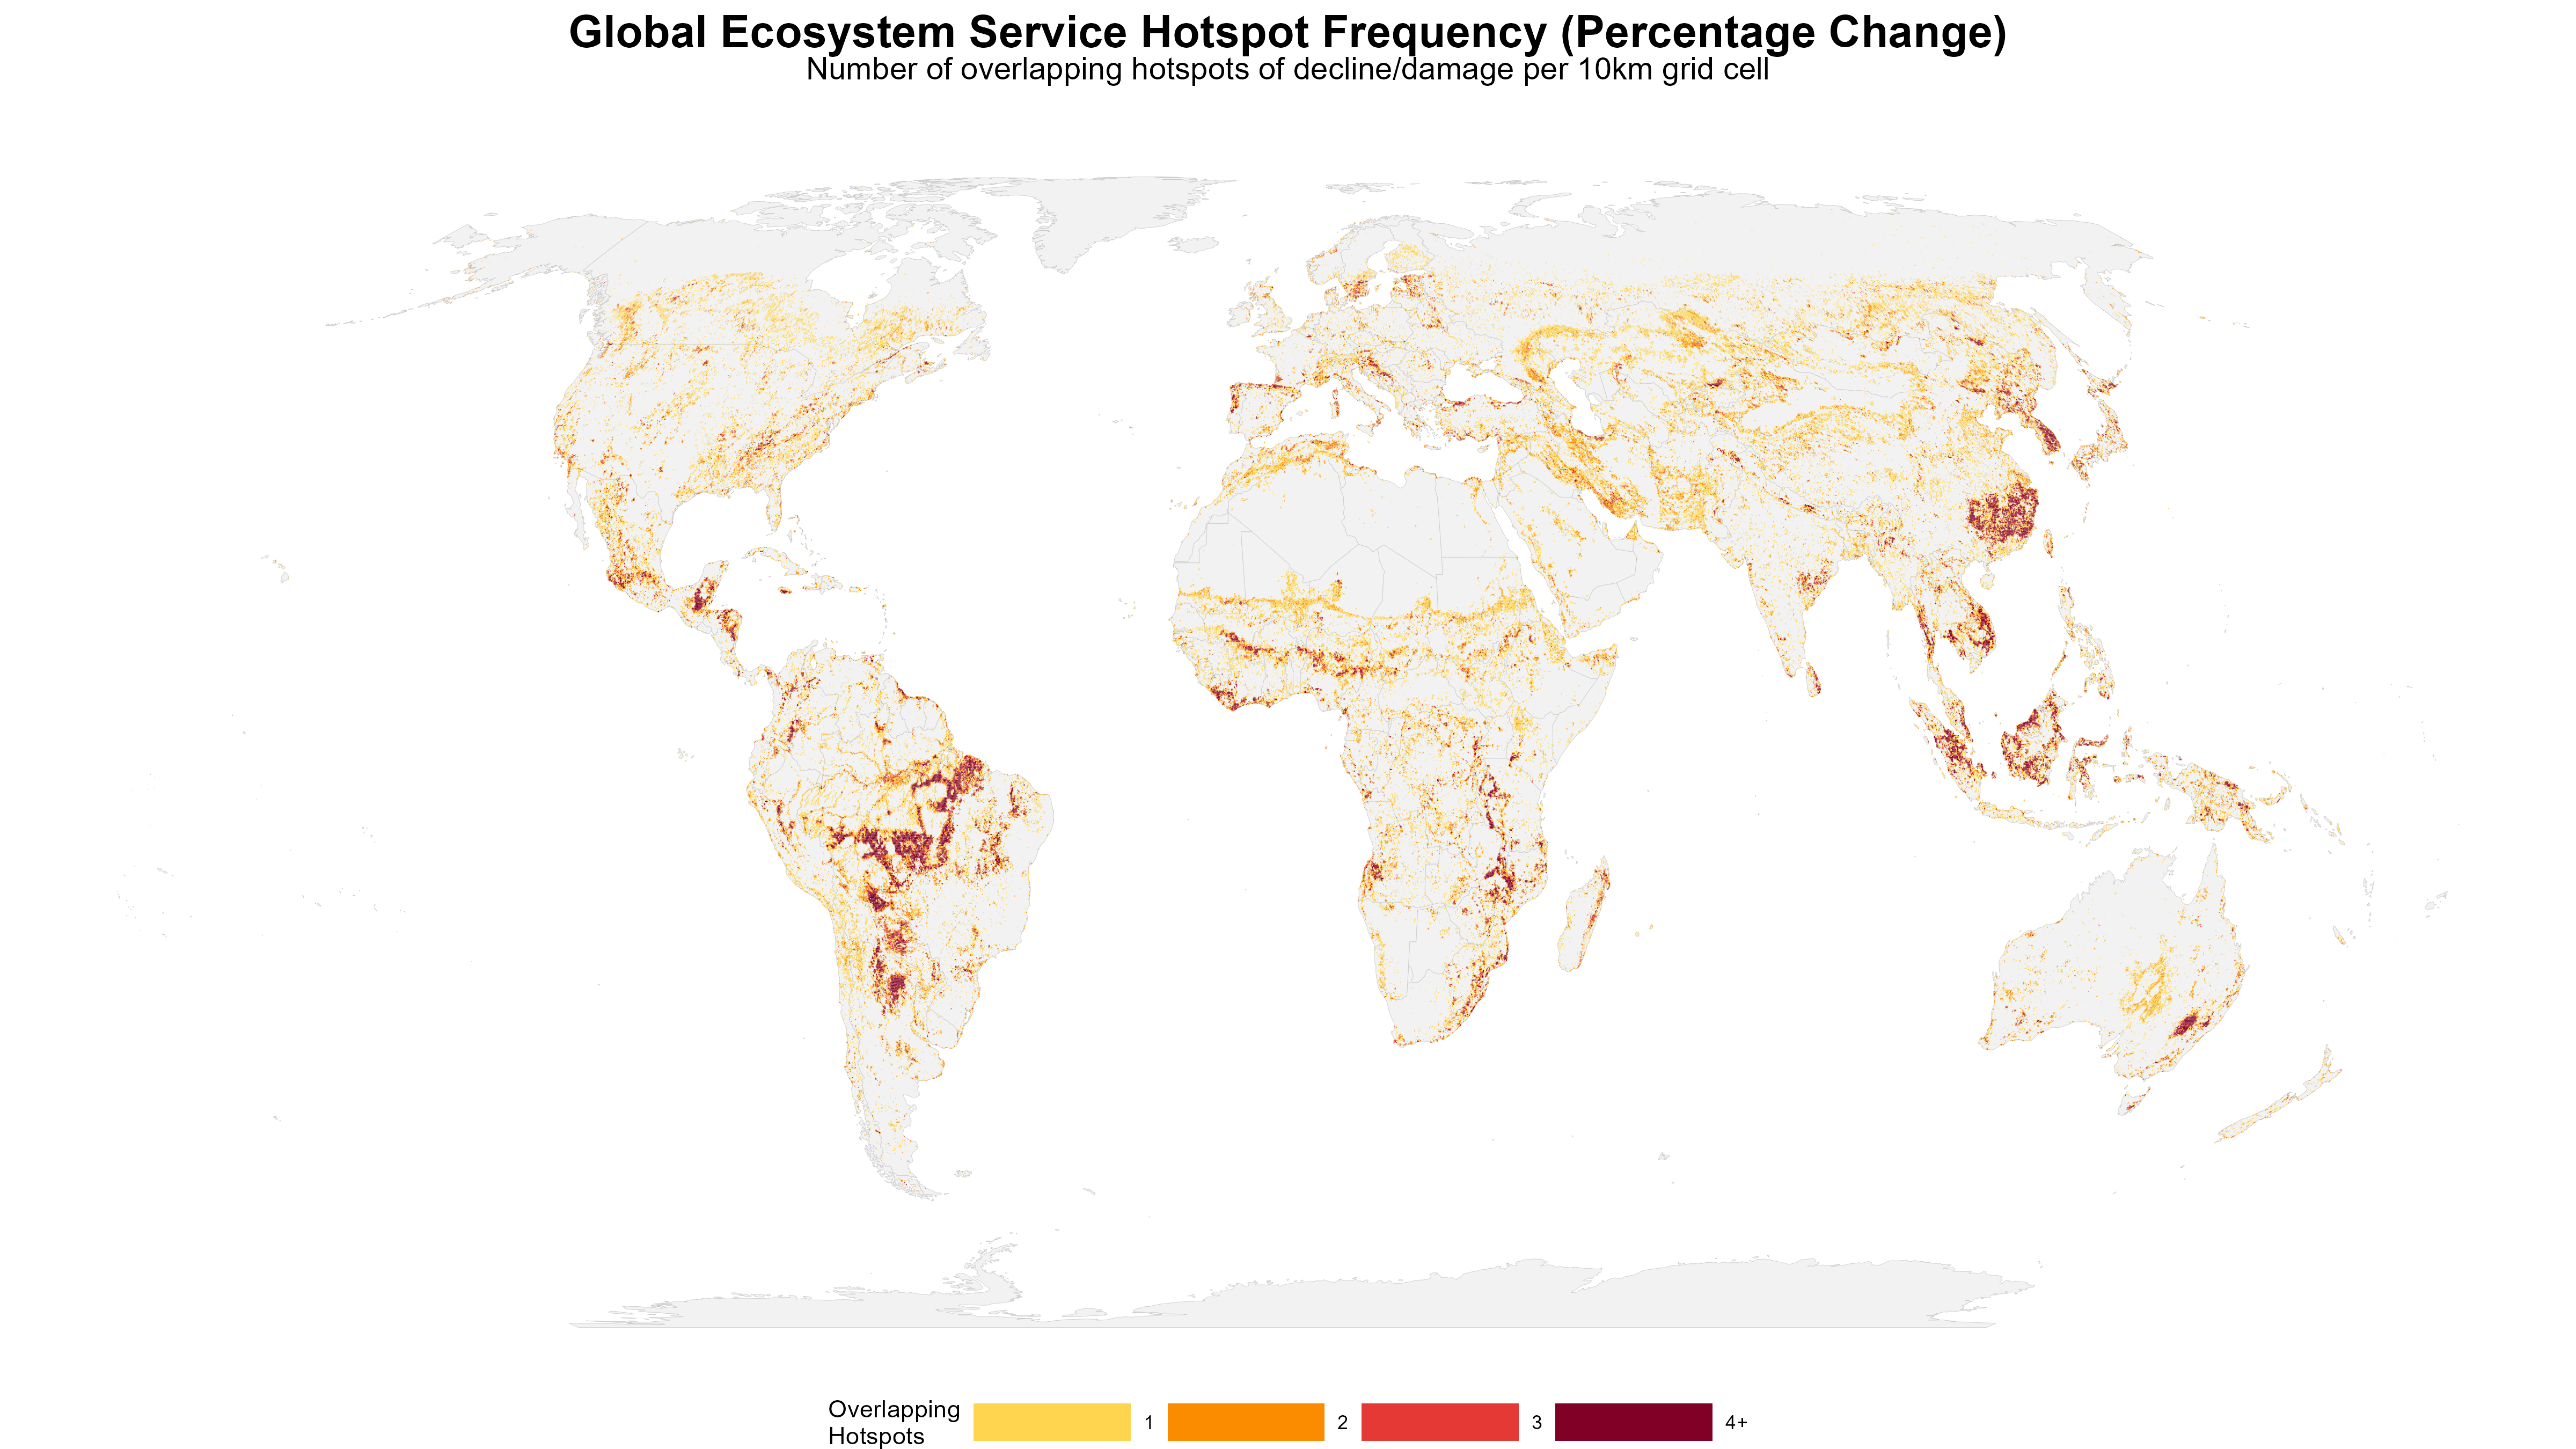 Global Ecosystem Service Hotspot Frequency (Percentage Change)
Number of overlapping hotspots of decline/damage per 10km grid cell
Overlapping
Hotspots
1
2
3
4+